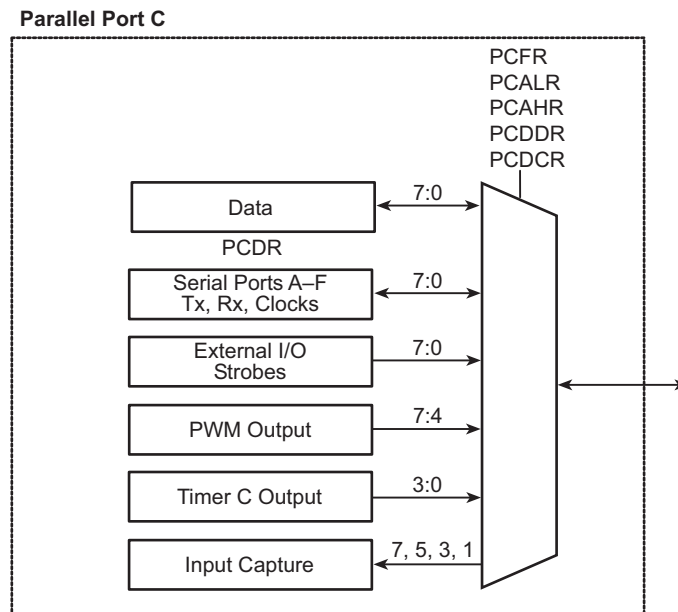 Parallel Port C
PCFR
PCALR
PCAHR
PCDDR
PCDCR
Data
7:0
PCDR
Serial Ports A–F
Tx, Rx, Clocks
7:0
External I/O
Strobes
7:0
PWM Output
7:4
Timer C Output
3:0
Input Capture
7, 5, 3, 1